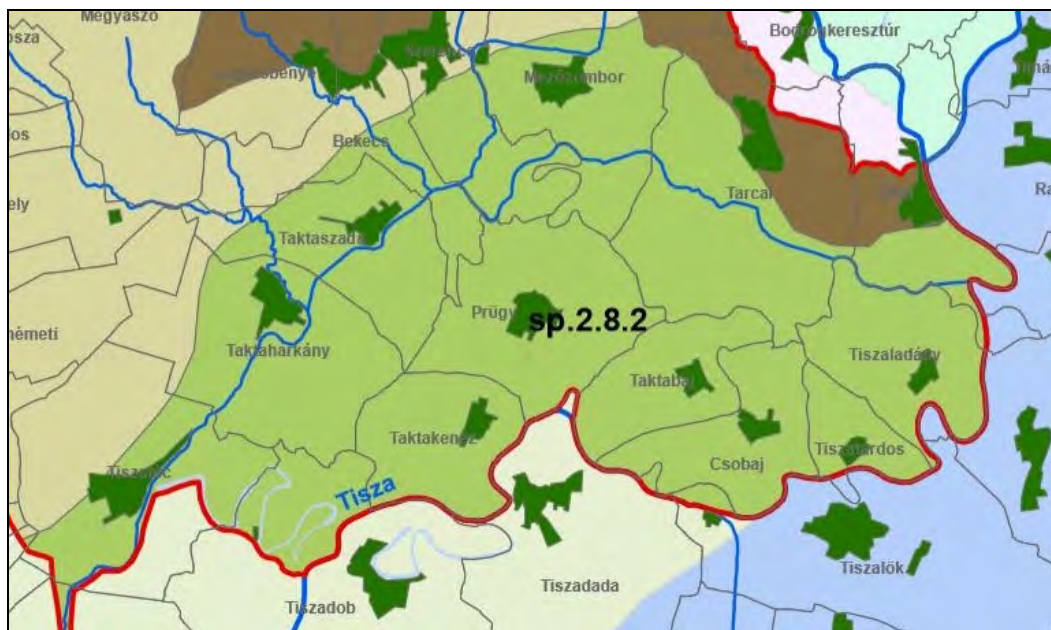 Megyaszó
Bodrogkeresztúr
Mezőzombor
Bekecs
Tarcal
Taktaszada
Prügy
sp.2.8.2
Taktaharkány
Tiszaladány
Taktabáj
Taktakenéz
Csobaj
Tiszatardos
Tisza
Tiszalök
Tiszadada
Tiszadob